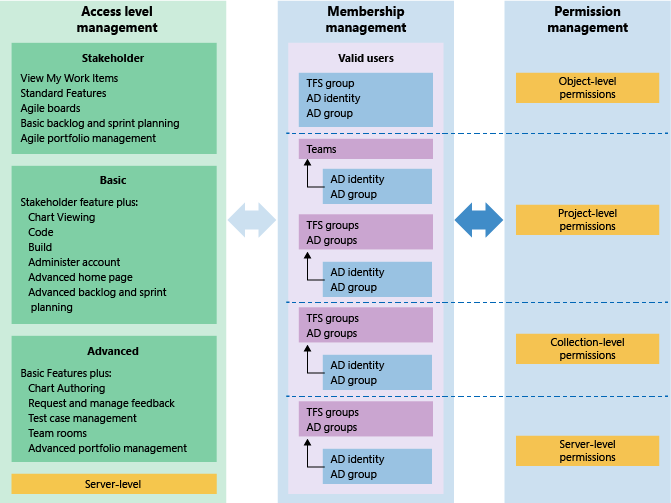 Access level
management
Stakeholder
View My Work Items
Standard Features
Agile boards
Basic backlog and sprint planning
Agile portfolio management
Basic
Stakeholder feature plus:
Chart Viewing
Code
Build
Administer account
Advanced home page
Advanced backlog and sprint
planning
Advanced
Basic Features plus:
Chart Authoring
Request and manage feedback
Test case management
Team rooms
Advanced portfolio management
Server-level
Membership
management
Valid users
TFS group
AD identity
AD group
Teams
AD identity
AD group
TFS groups
AD groups
AD identity
AD group
TFS groups
AD groups
AD identity
AD group
TFS groups
AD groups
AD identity
AD group
Permission
management
Object-level
permissions
Project-level
permissions
Collection-level
permissions
Server-level
permissions